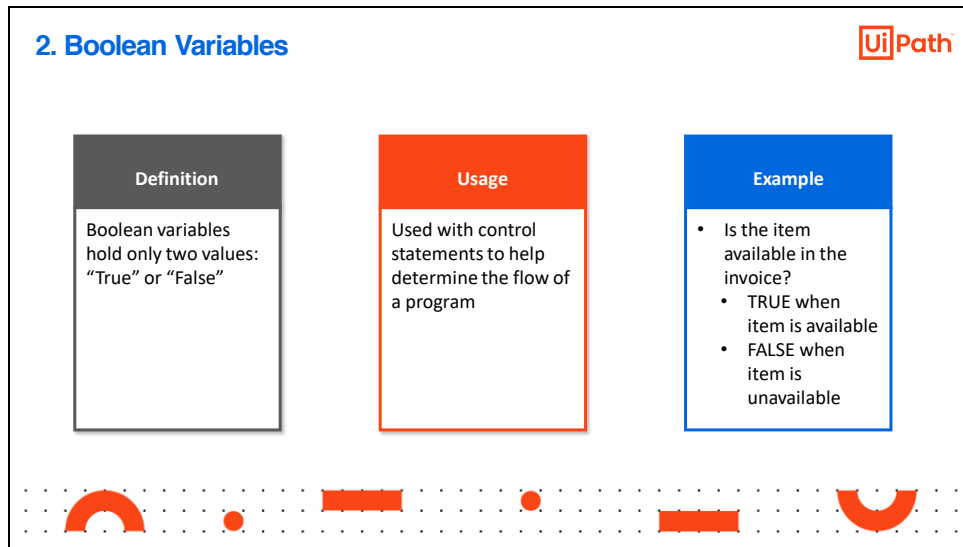 2. Boolean Variables
UiPath
Definition
Boolean variables
hold only two values:
“True” or “False”
Usage
Used with control
statements to help
determine the flow of
a program
Example
• Is the item
available in the
invoice?
• TRUE when
item is available
• FALSE when
item is
unavailable